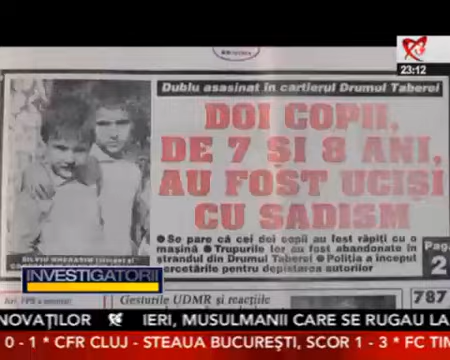 23:12
Dublu asasinat în cartierul Drumul Taberei
DOI COPII,
DE 7 ȘI 8 ANI,
AU FOST UCIȘI
CU SADISM
● Se pare că cei doi copii au fost răpiți cu o
mașină ● Trupurile lor au fost abandonate în
ștrandul din Drumul Taberei ● Poliția a început
cercetările pentru depistarea autorilor
Pag
2
SILVIU
INVESTIGATORII
Gesturile UDMR și reacțiile
787
NOVAȚILOR IERI, MUSULMANII CARE SE RUGAU LA
0 - 1 * CFR CLUJ - STEAUA BUCUREȘTI, SCOR 1 - 3 * FC TIM